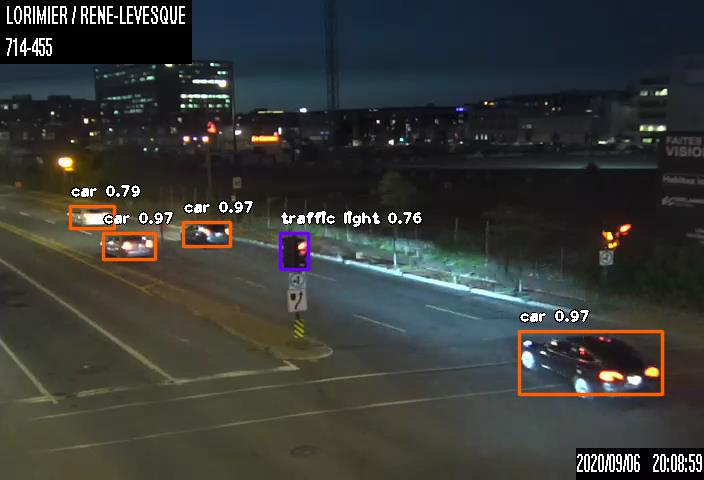 LORIMIER / RENE-LEVESQUE
714-455
FAITES
VISION
car 0.79
car 0.97
car 0.97
traffic light 0.76
car 0.97
2020/09/06 20:08:59